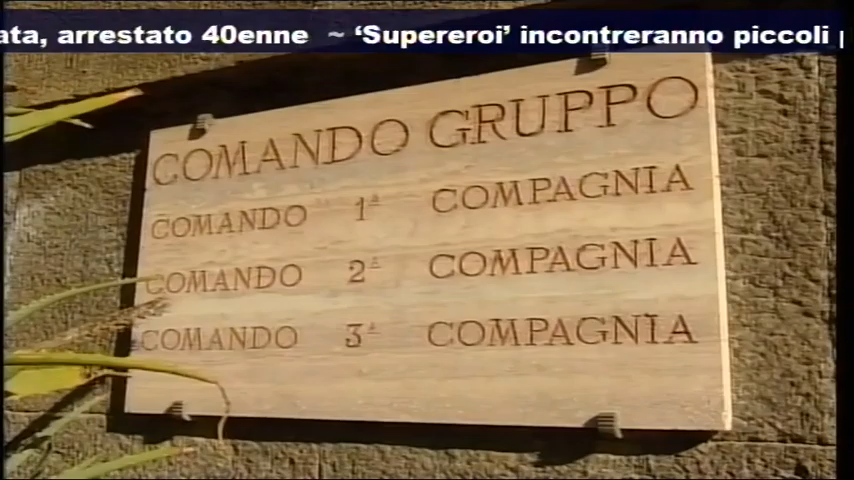 ata, arrestato 40enne ~ ‘Supereroi’ incontreranno piccoli
COMANDO GRUPPO
COMANDO 1ª COMPAGNIA
COMANDO 2ª COMPAGNIA
COMANDO 3ª COMPAGNIA